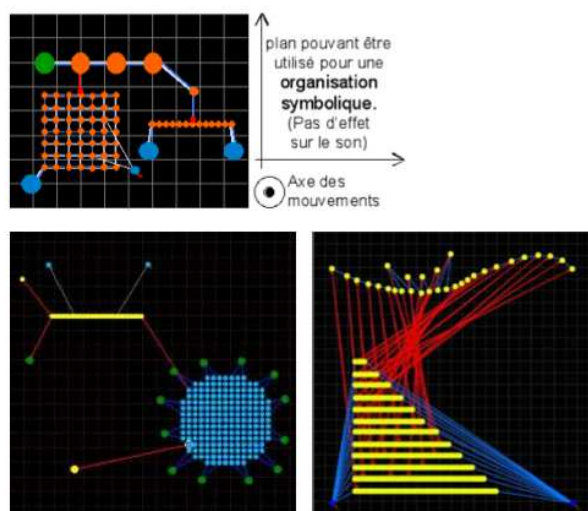 plan pouvant être
utilisé pour une
organisation
symbolique.
(Pas d'effet
sur le son)
Axe des
mouvements